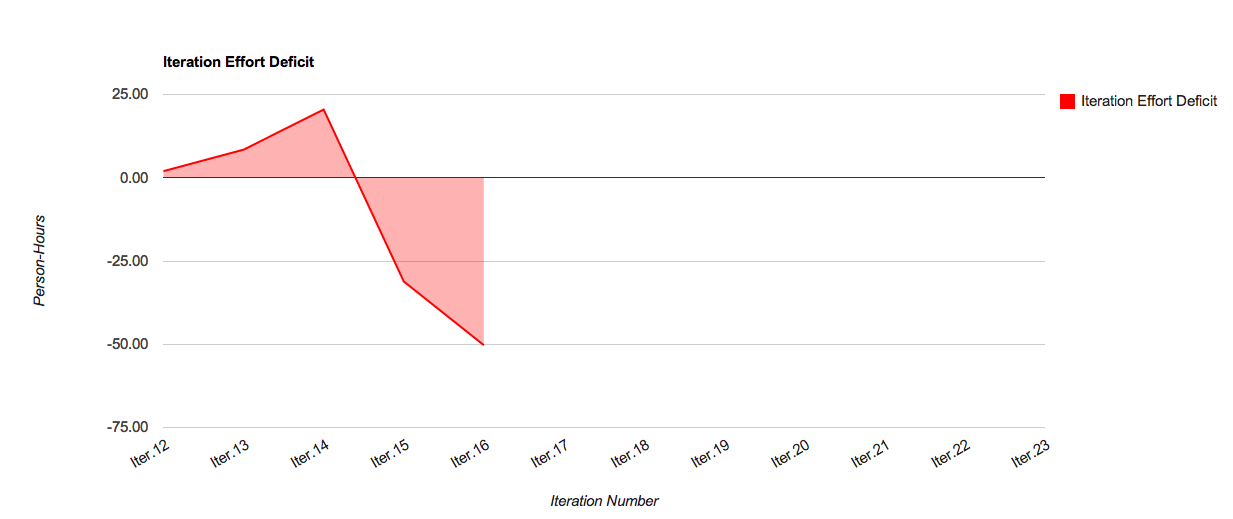 Iteration Effort Deficit
25.00
Iteration Effort Deficit
0.00
-25.00
-50.00
-75.00
Person-Hours
Iter.12
Iter.13
Iter.14
Iter.15
Iter.16
Iter.17
Iter.18
Iter.19
Iter.20
Iter.21
Iter.22
Iter.23
Iteration Number